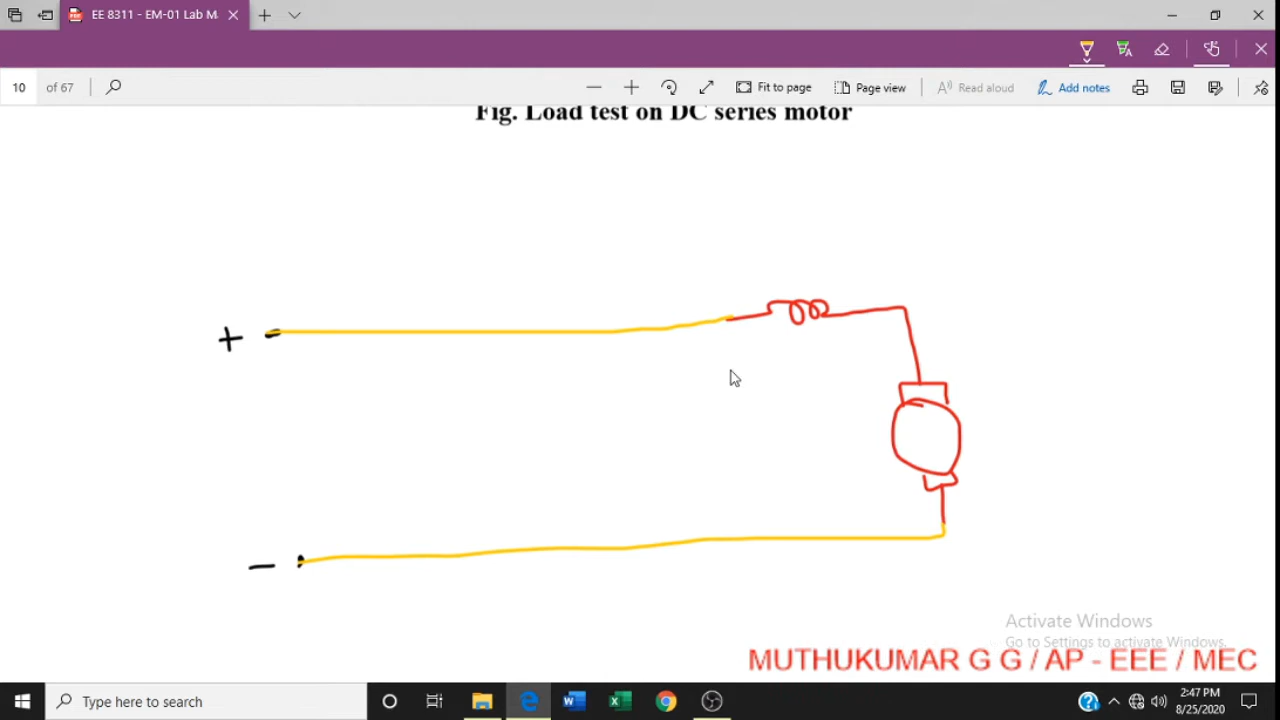 EE 8311 - EM-01 Lab M
10 of 67
Fit to page
Page view
Read aloud
Add notes
Fig. Load test on DC series motor
+
−
Activate Windows
Go to Settings to activate Windows.
MUTHUKUMAR G G / AP - EEE / MEC
Type here to search
2:47 PM
8/25/2020